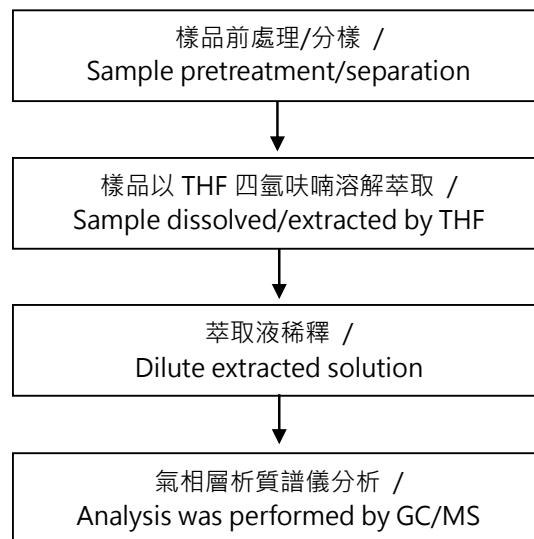 樣品前處理/分樣 /
Sample pretreatment/separation
樣品以 THF 四氫呋喃溶解萃取 /
Sample dissolved/extracted by THF
萃取液稀釋 /
Dilute extracted solution
氣相層析質譜儀分析 /
Analysis was performed by GC/MS